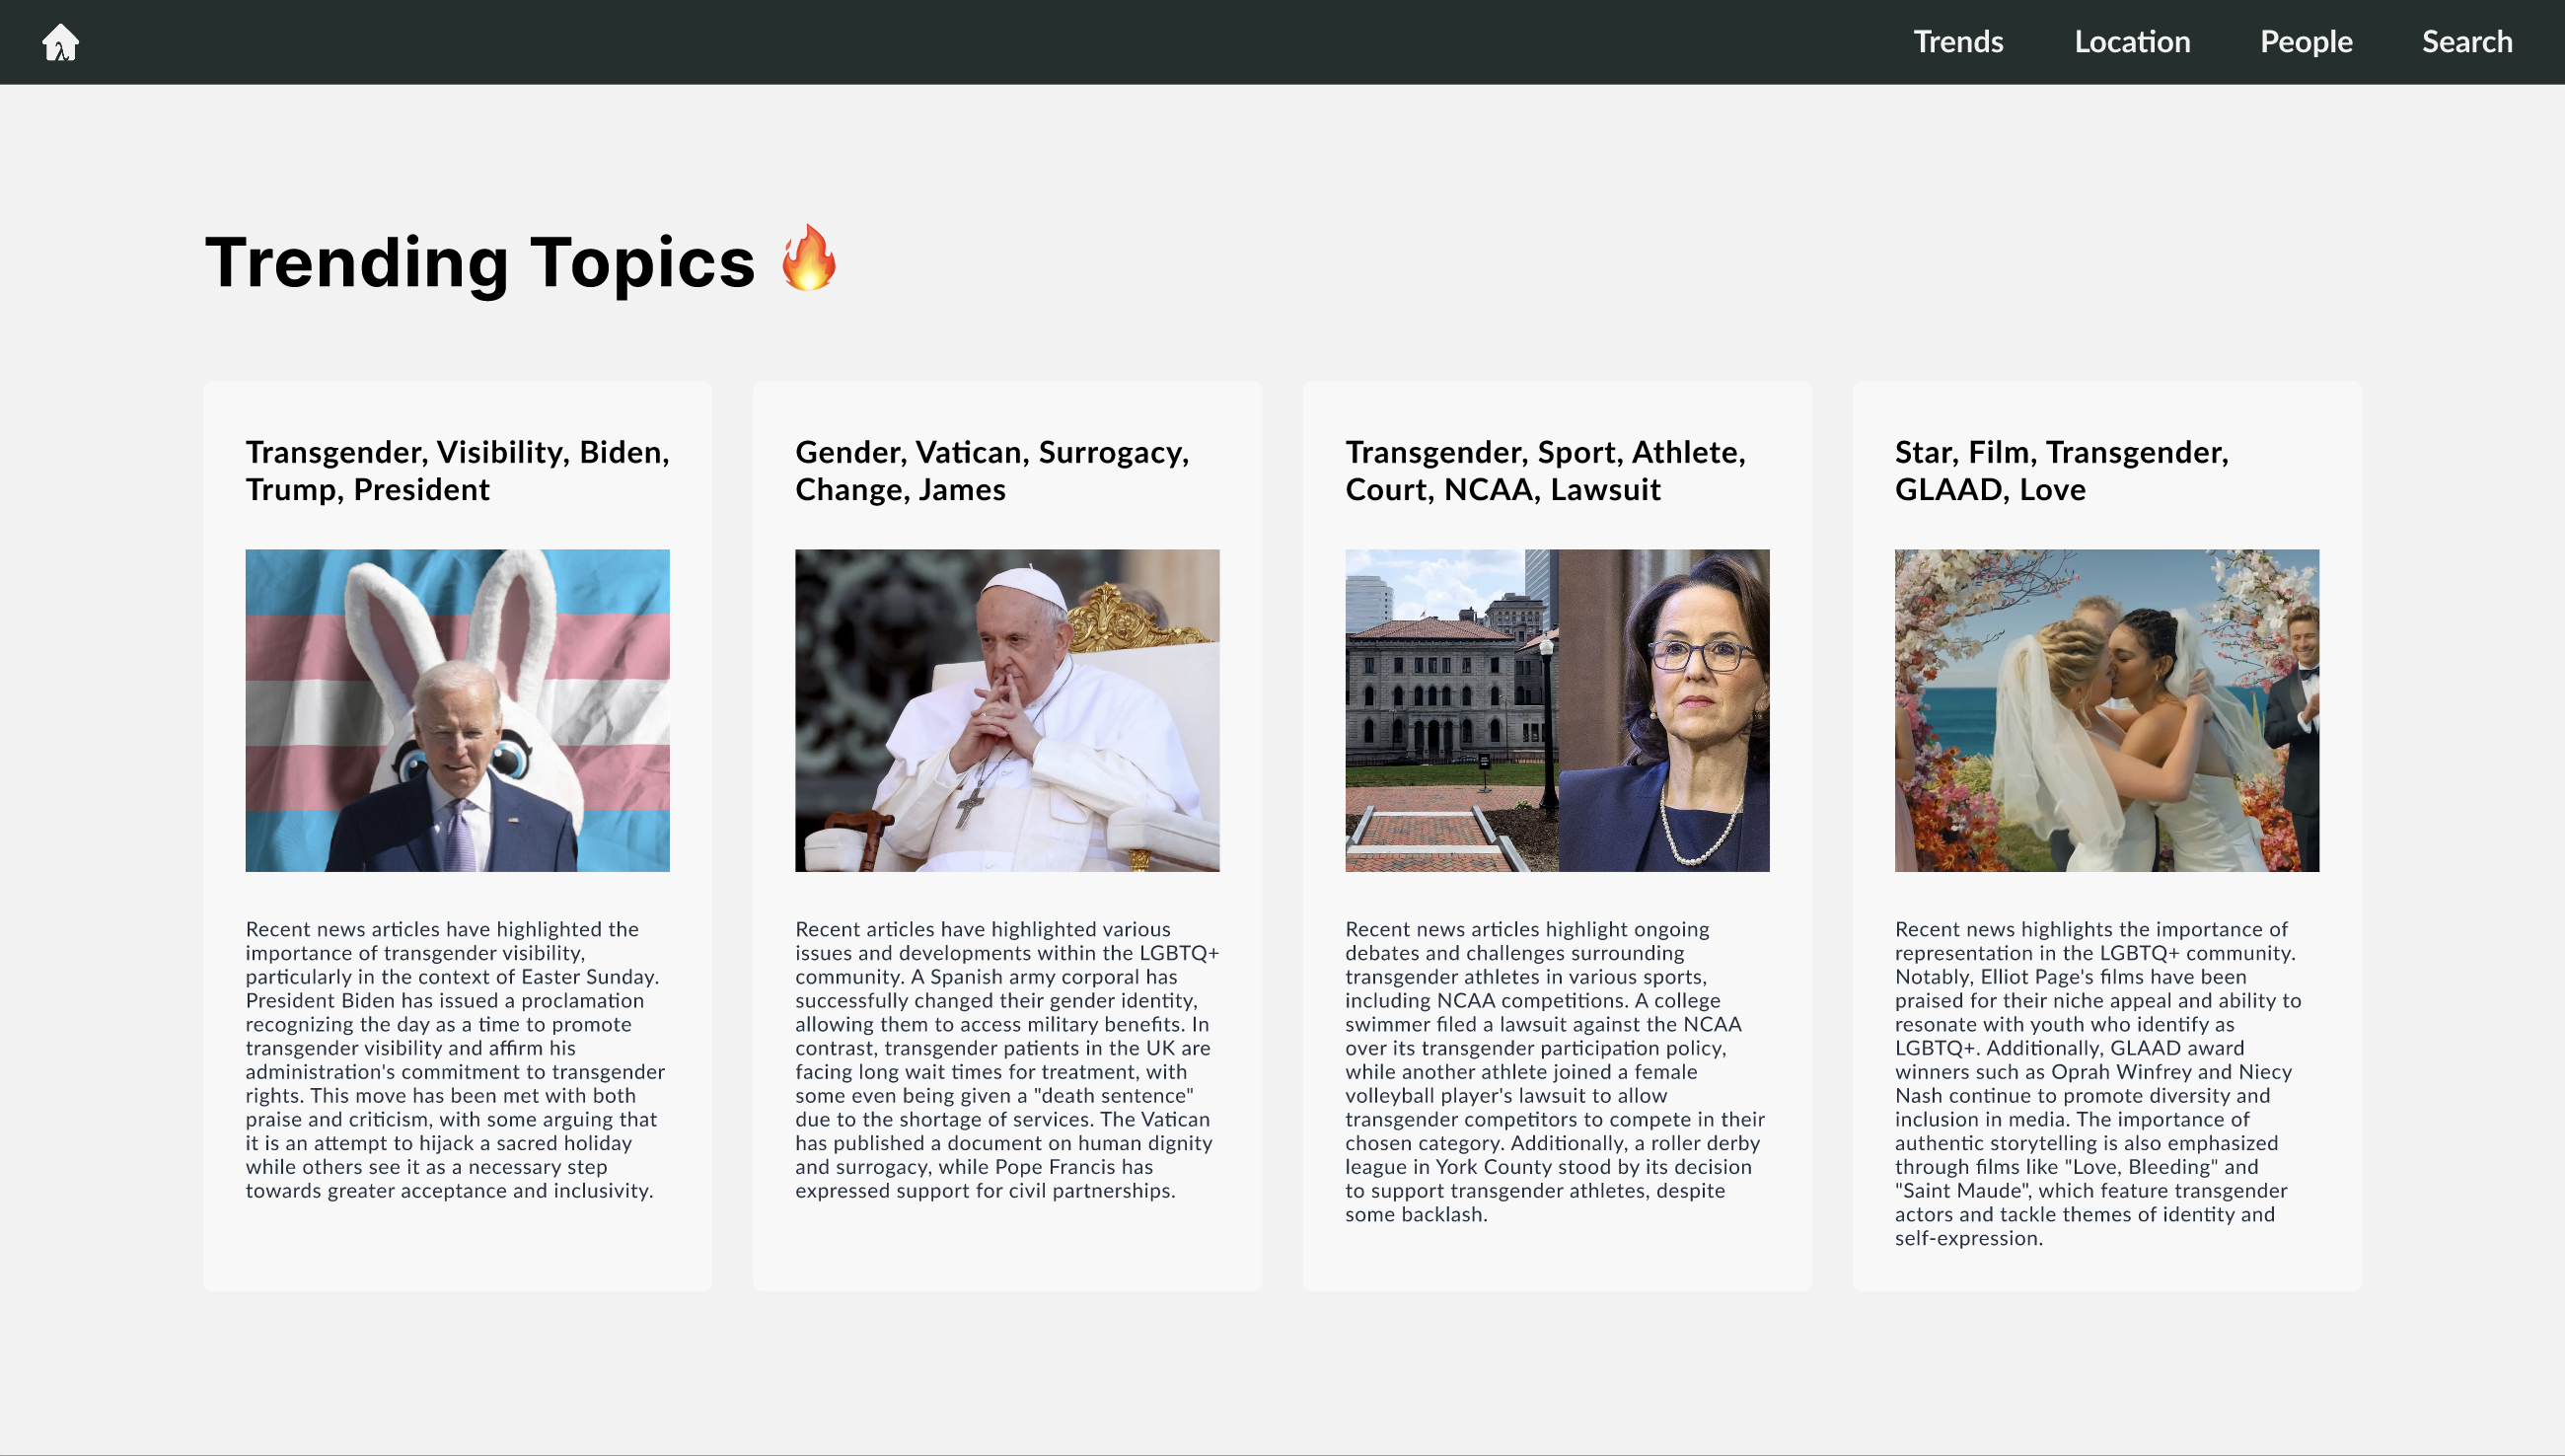 Trends Location People Search
Trending Topics 🔥
Transgender, Visibility, Biden,
Trump, President
Recent news articles have highlighted the
importance of transgender visibility,
particularly in the context of Easter Sunday.
President Biden has issued a proclamation
recognizing the day as a time to promote
transgender visibility and affirm his
administration's commitment to transgender
rights. This move has been met with both
praise and criticism, with some arguing that
it is an attempt to hijack a sacred holiday
while others see it as a necessary step
towards greater acceptance and inclusivity.
Gender, Vatican, Surrogacy,
Change, James
Recent articles have highlighted various
issues and developments within the LGBTQ+
community. A Spanish army corporal has
successfully changed their gender identity,
allowing them to access military benefits. In
contrast, transgender patients in the UK are
facing long wait times for treatment, with
some even being given a "death sentence"
due to the shortage of services. The Vatican
has published a document on human dignity
and surrogacy, while Pope Francis has
expressed support for civil partnerships.
Transgender, Sport, Athlete,
Court, NCAA, Lawsuit
Recent news articles highlight ongoing
debates and challenges surrounding
transgender athletes in various sports,
including NCAA competitions. A college
swimmer filed a lawsuit against the NCAA
over its transgender participation policy,
while another athlete joined a female
volleyball player's lawsuit to allow
transgender competitors to compete in their
chosen category. Additionally, a roller derby
league in York County stood by its decision
to support transgender athletes, despite
some backlash.
Star, Film, Transgender,
GLAAD, Love
Recent news highlights the importance of
representation in the LGBTQ+ community.
Notably, Elliot Page's films have been
praised for their niche appeal and ability to
resonate with youth who identify as
LGBTQ+. Additionally, GLAAD award
winners such as Oprah Winfrey and Niecy
Nash continue to promote diversity and
inclusion in media. The importance of
authentic storytelling is also emphasized
through films like "Love, Bleeding" and
"Saint Maude", which feature transgender
actors and tackle themes of identity and
self-expression.